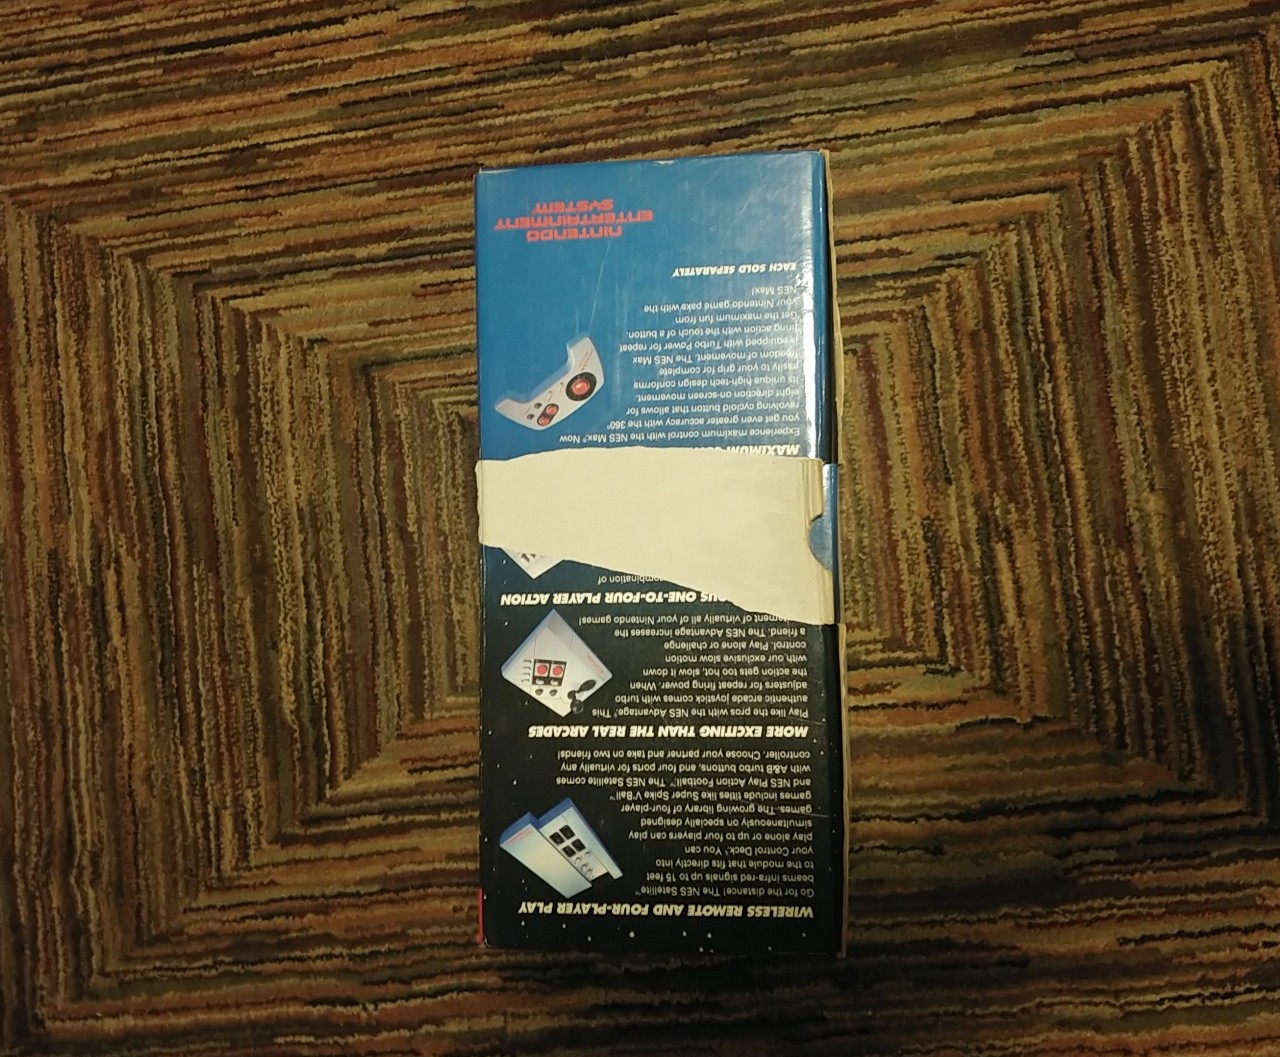 WIRELESS REMOTE AND FOUR-PLAYER PLAY
Go for the distance! The NES Satellite™
beams infra-red signals up to 15 feet
to the module that fits directly into
your Control Deck. You can
play alone or up to four players can play
simultaneously on specially designed
games. The growing library of four-player
games include titles like Super Spike V'Ball™
and NES Play Action Football™. The NES Satellite comes
with A&B turbo buttons, and four ports for virtually any
controller. Choose your partner and take on two friends!
MORE EXCITING THAN THE REAL ARCADES
Play like the pros with the NES Advantage. This
authentic arcade joystick comes with turbo
adjusters for repeat firing power. When
the action gets too hot, slow it down
with our exclusive slow motion
control. Play alone or challenge
a friend. The NES Advantage increases the
of virtually all of your Nintendo games!
ONE-TO-FOUR PLAYER ACTION
of
MAXIMUM
Experience maximum control with the NES Max. Now
you get even greater accuracy with the 360°
revolving cycloid button that allows for
eight direction on-screen movement.
Its unique high-tech design conforms
easily to your grip for complete
freedom of movement. The NES Max
is equipped with Turbo Power for repeat
firing action with the touch of a button.
Get the maximum fun from
your Nintendo game paks with the
NES Max!
EACH SOLD SEPARATELY
NINTENDO
ENTERTAINMENT
SYSTEM